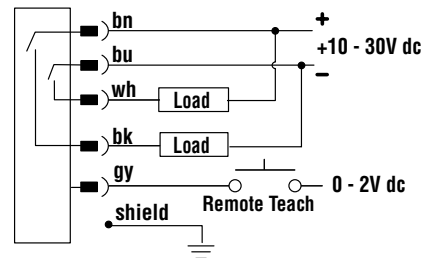 bn
+
+10 - 30V dc
bu
−
wh
Load
bk
Load
gy
0 - 2V dc
Remote Teach
shield